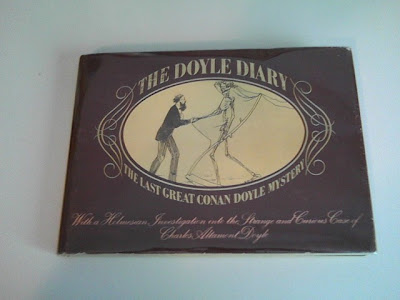 THE DOYLE DIARY
THE LAST GREAT CONAN DOYLE MYSTERY
With a Holmesian Investigation into the Strange and Curious Case of
Charles Altamont Doyle